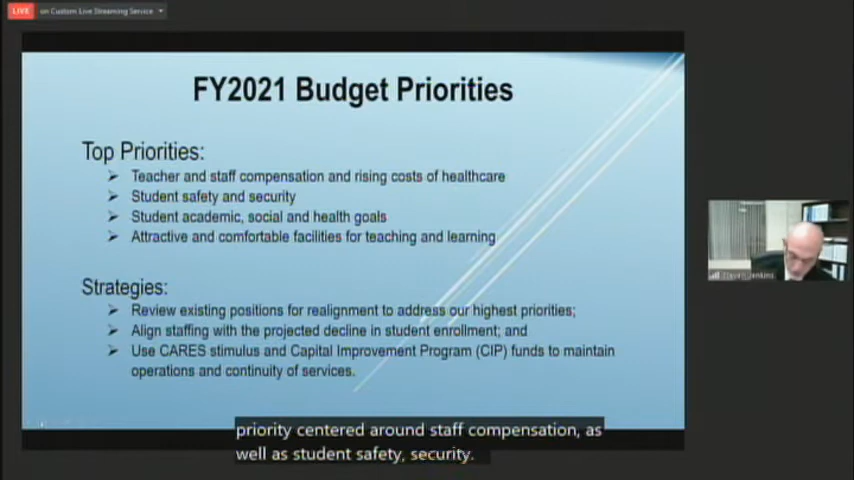 LIVE on Custom Live Streaming Service
FY2021 Budget Priorities
Top Priorities:
Teacher and staff compensation and rising costs of healthcare
Student safety and security
Student academic, social and health goals
Attractive and comfortable facilities for teaching and learning
Strategies:
Review existing positions for realignment to address our highest priorities;
Align staffing with the projected decline in student enrollment; and
Use CARES stimulus and Capital Improvement Program (CIP) funds to maintain
operations and continuity of services.
Jenkins
priority centered around staff compensation, as
well as student safety, security.